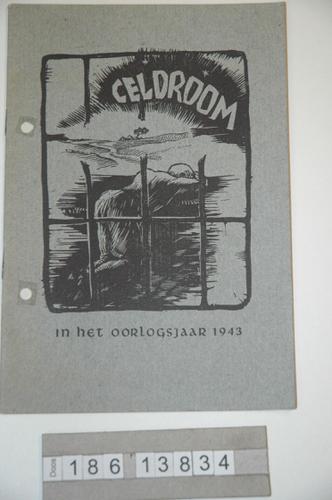 CELDROOM
IN HET OORLOGSJAAR 1943
Doos 186 13834